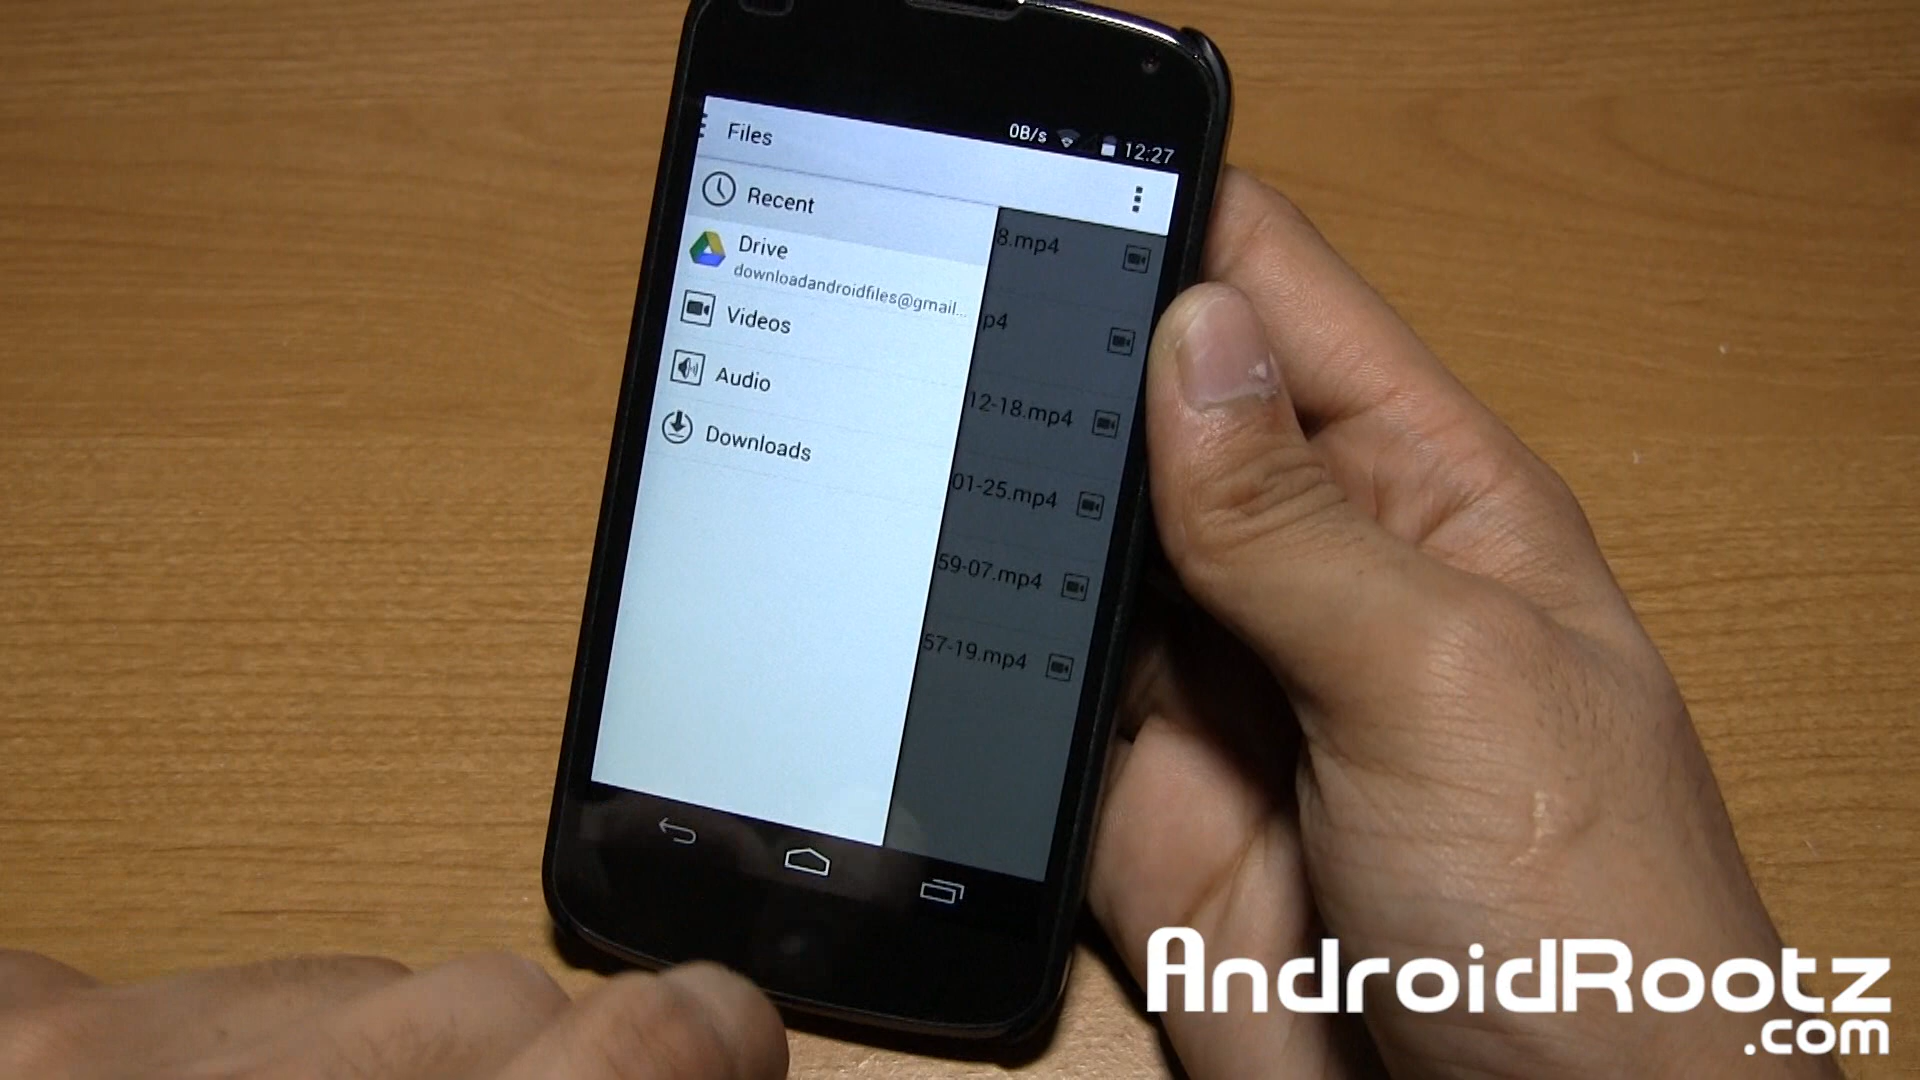 0B/s 12:27
Files
Recent
Drive
downloadandroidfiles@gmail...
Videos
Audio
Downloads
8.mp4
p4
12-18.mp4
01-25.mp4
59-07.mp4
57-19.mp4
AndroidRootz
.com